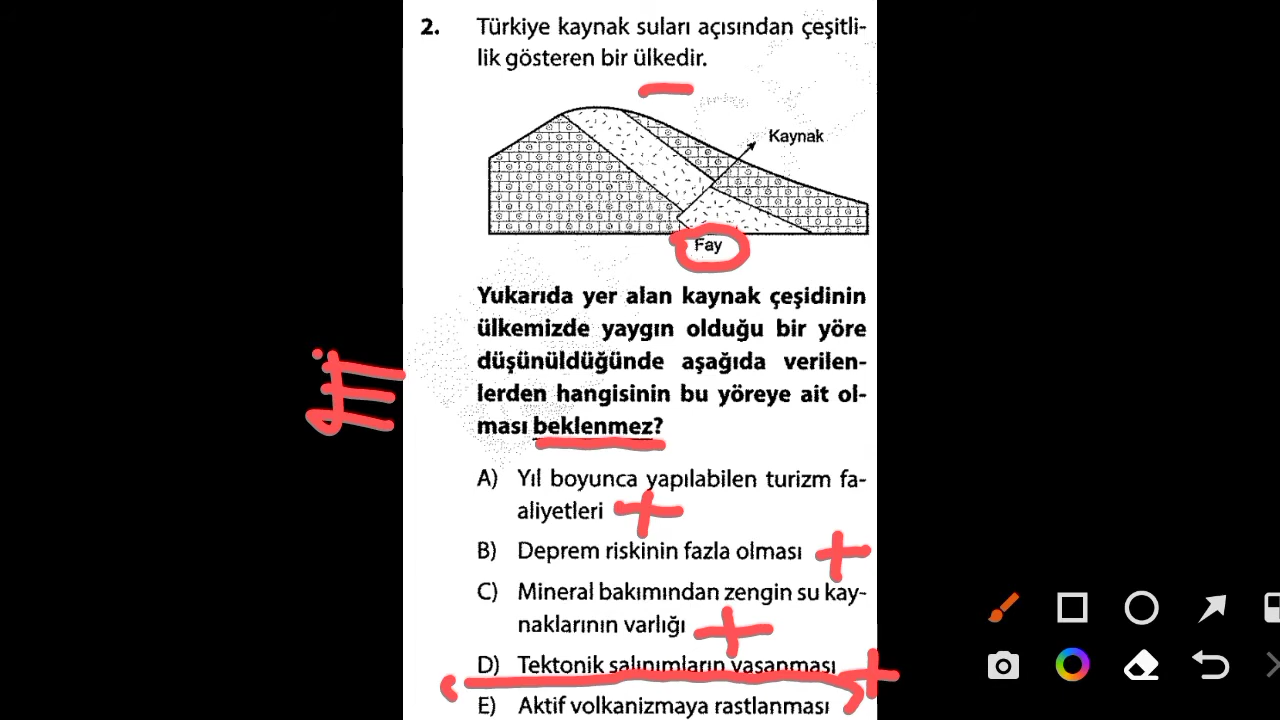 2. Türkiye kaynak suları açısından çeşitli-
lik gösteren bir ülkedir.
Kaynak
Fay
Yukarıda yer alan kaynak çeşidinin
ülkemizde yaygın olduğu bir yöre
düşünüldüğünde aşağıda verilen-
lerden hangisinin bu yöreye ait ol-
ması beklenmez?
A) Yıl boyunca yapılabilen turizm fa-
aliyetleri
B) Deprem riskinin fazla olması
C) Mineral bakımından zengin su kay-
naklarının varlığı
D) Tektonik salınımların yaşanması
E) Aktif volkanizmaya rastlanması